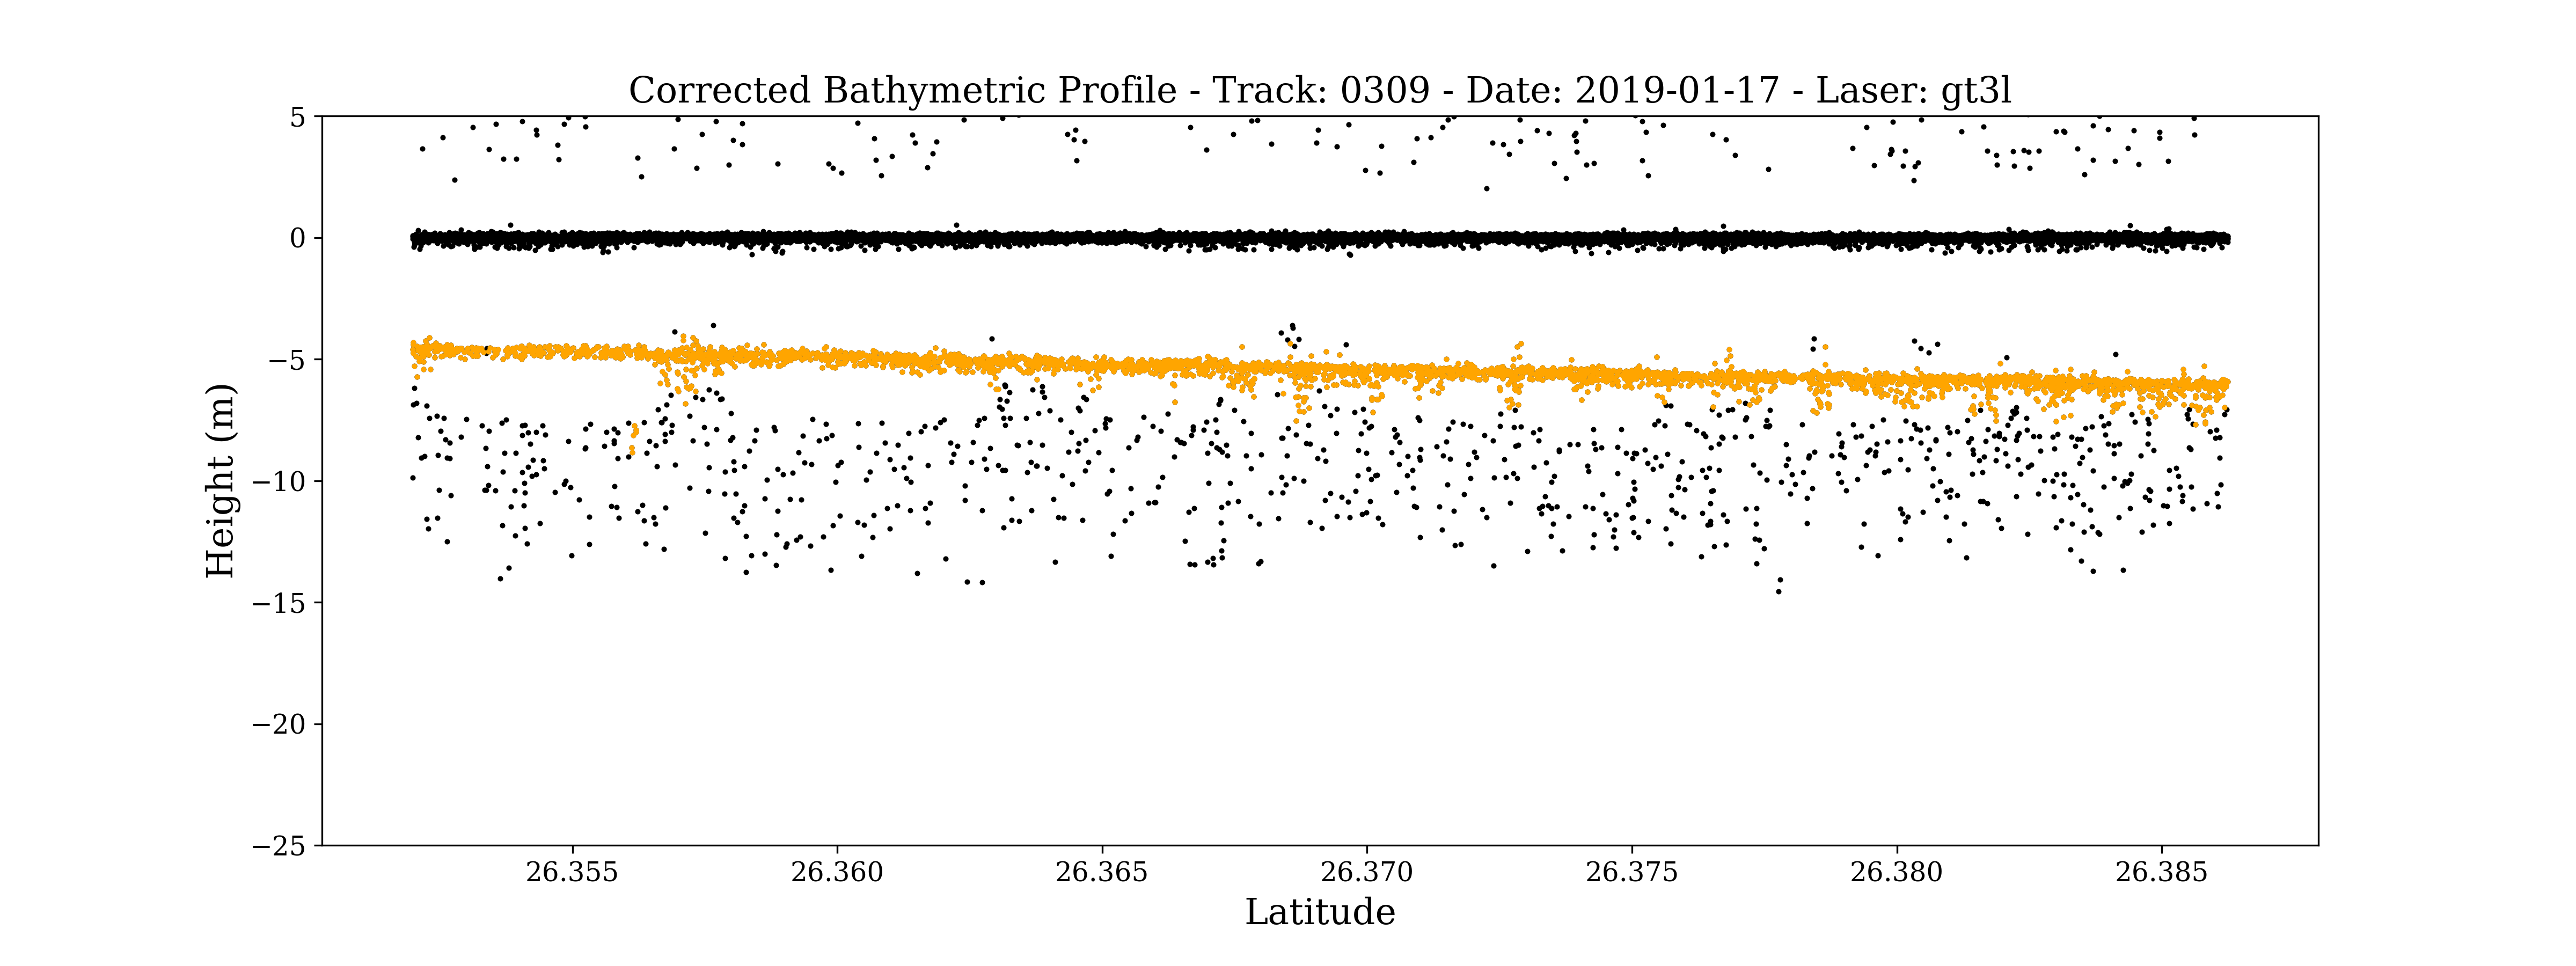 Corrected Bathymetric Profile - Track: 0309 - Date: 2019-01-17 - Laser: gt3l
5
0
−5
−10
−15
−20
−25
Height (m)
26.355 26.360 26.365 26.370 26.375 26.380 26.385
Latitude